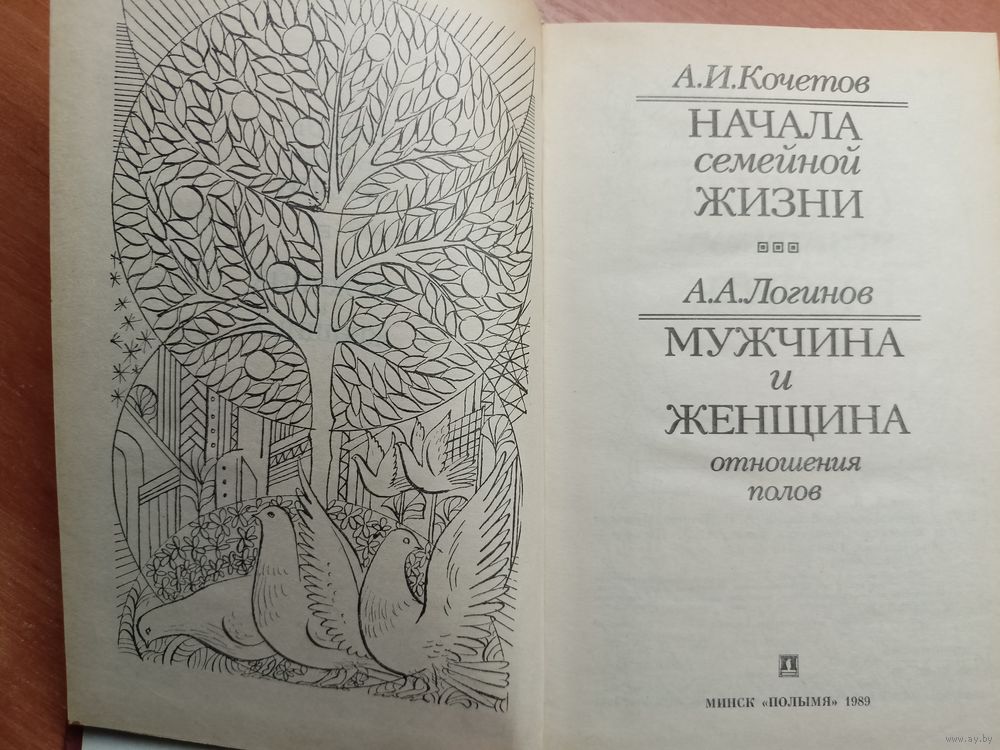 А.И.Кочетов
НАЧАЛА
семейной
ЖИЗНИ
А.А.Логинов
МУЖЧИНА
и
ЖЕНЩИНА
отношения
полов
МИНСК «ПОЛЫМЯ» 1989
www.ay.by